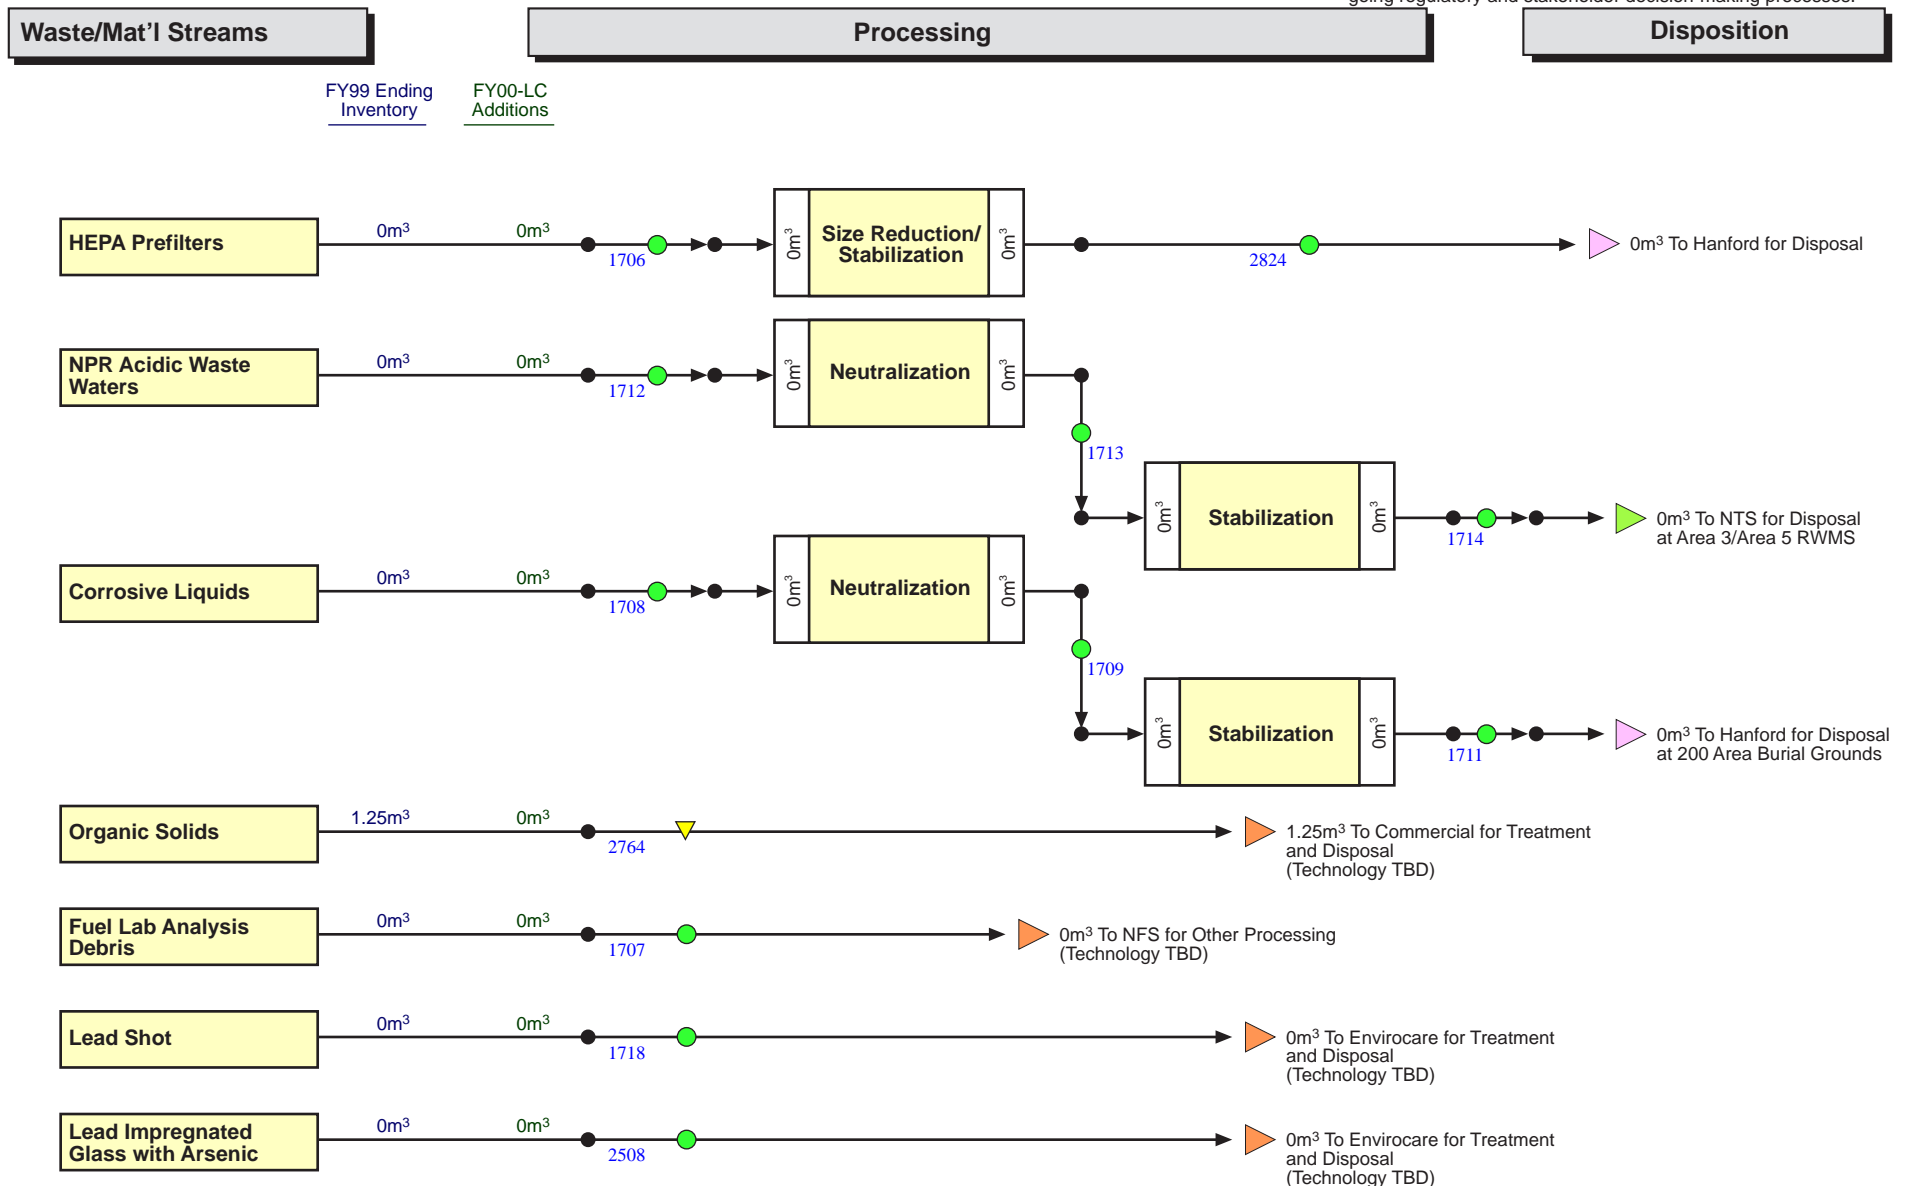 going regulatory and stakeholder decision-making processes.
Waste/Mat'l Streams
Processing
Disposition
FY99 Ending
Inventory
FY00-LC
Additions
HEPA Prefilters
0m³
0m³
1706
0m³
Size Reduction/
Stabilization
0m³
2824
0m³ To Hanford for Disposal
NPR Acidic Waste
Waters
0m³
0m³
1712
0m³
Neutralization
0m³
1713
0m³
Stabilization
0m³
1714
0m³ To NTS for Disposal
at Area 3/Area 5 RWMS
Corrosive Liquids
0m³
0m³
1708
0m³
Neutralization
0m³
1709
0m³
Stabilization
0m³
1711
0m³ To Hanford for Disposal
at 200 Area Burial Grounds
Organic Solids
1.25m³
0m³
2764
1.25m³ To Commercial for Treatment
and Disposal
(Technology TBD)
Fuel Lab Analysis
Debris
0m³
0m³
1707
0m³ To NFS for Other Processing
(Technology TBD)
Lead Shot
0m³
0m³
1718
0m³ To Envirocare for Treatment
and Disposal
(Technology TBD)
Lead Impregnated
Glass with Arsenic
0m³
0m³
2508
0m³ To Envirocare for Treatment
and Disposal
(Technology TBD)